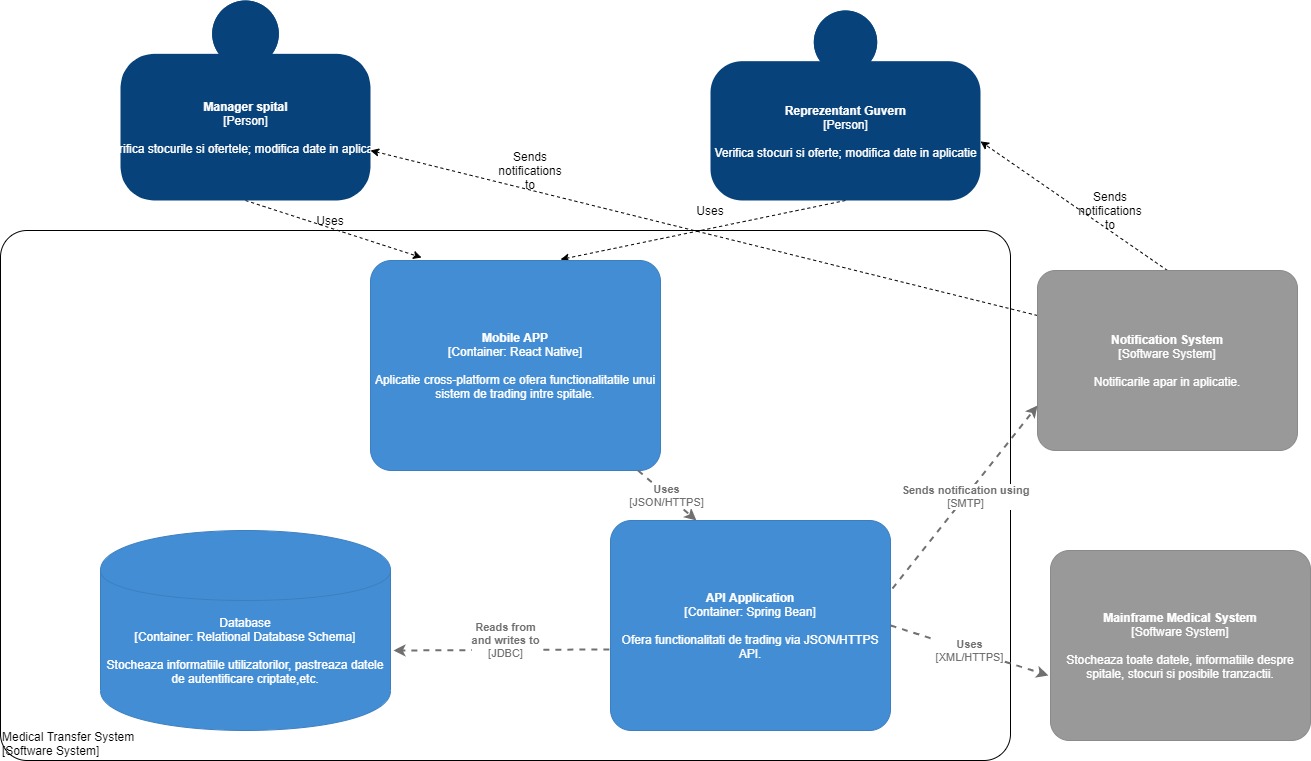 Manager spital
[Person]
stocurile si ofertele; modifica date in
Reprezentant Guvern
[Person]
Verifica stocuri si oferte; modifica date in aplicatie
Sends
notifications
to
Sends
notifications
to
Uses
Uses
Mobile APP
[Container: React Native]
Aplicatie cross-platform ce ofera functionalitatile unui
sistem de trading intre spitale.
Notification System
[Software System]
Notificarile apar in aplicatie.
Uses
[JSON/HTTPS]
Sends notification using
[SMTP]
API Application
[Container: Spring Bean]
Ofera functionalitati de trading via JSON/HTTPS
API.
Database
[Container: Relational Database Schema]
Stocheaza informatiile utilizatorilor, pastreaza datele
de autentificare criptate,etc.
Reads from
and writes to
[JDBC]
Uses
[XML/HTTPS]
Mainframe Medical System
[Software System]
Stocheaza toate datele, informatiile despre
spitale, stocuri si posibile tranzactii.
Medical Transfer System
[Software System]